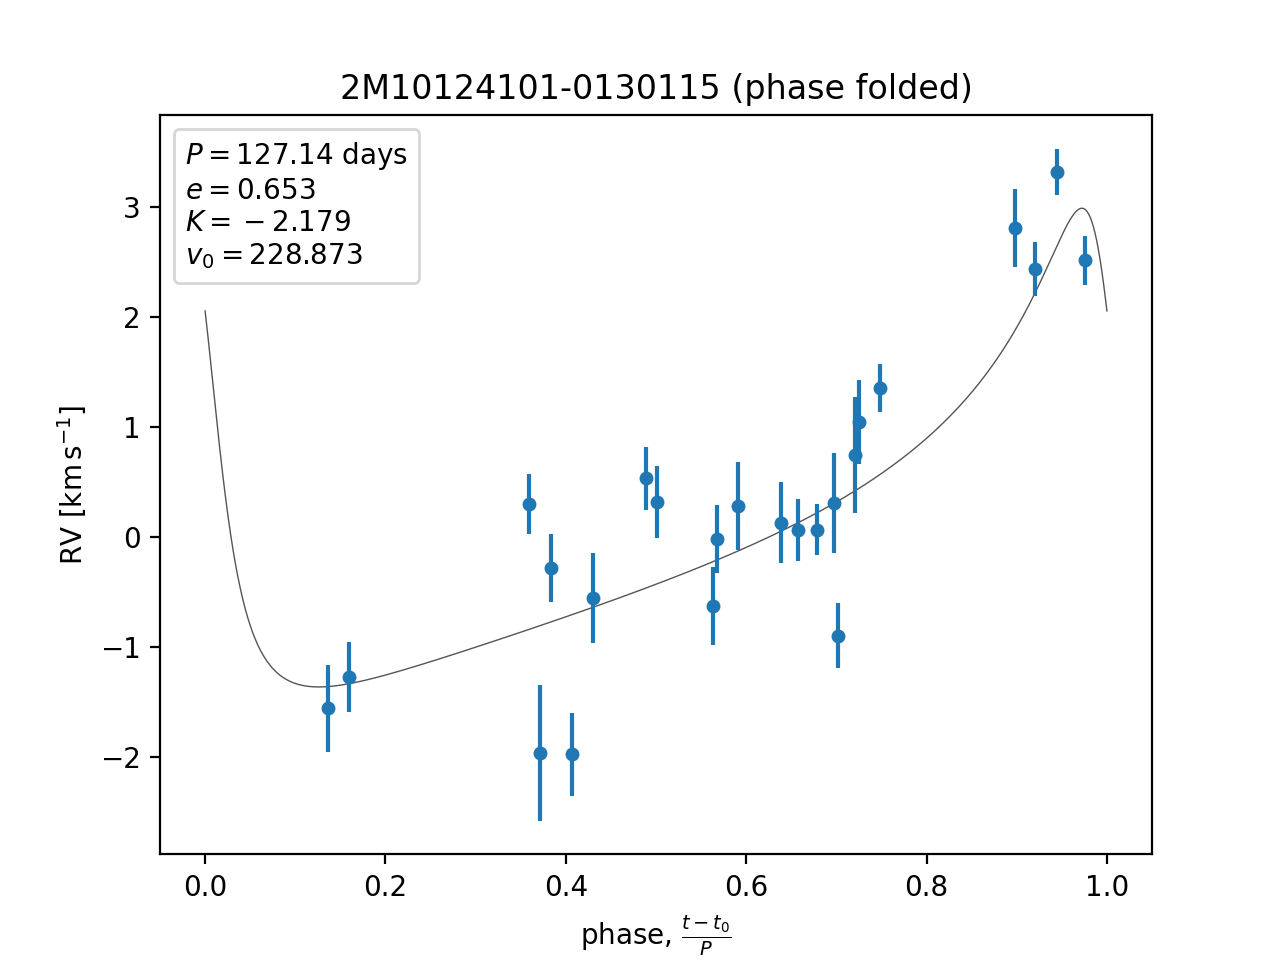 2M10124101-0130115 (phase folded)
P = 127.14 days
e = 0.653
K = −2.179
v₀ = 228.873
3
2
1
0
−1
−2
RV [km s⁻¹]
0.0 0.2 0.4 0.6 0.8 1.0
phase, (t − t₀)/P